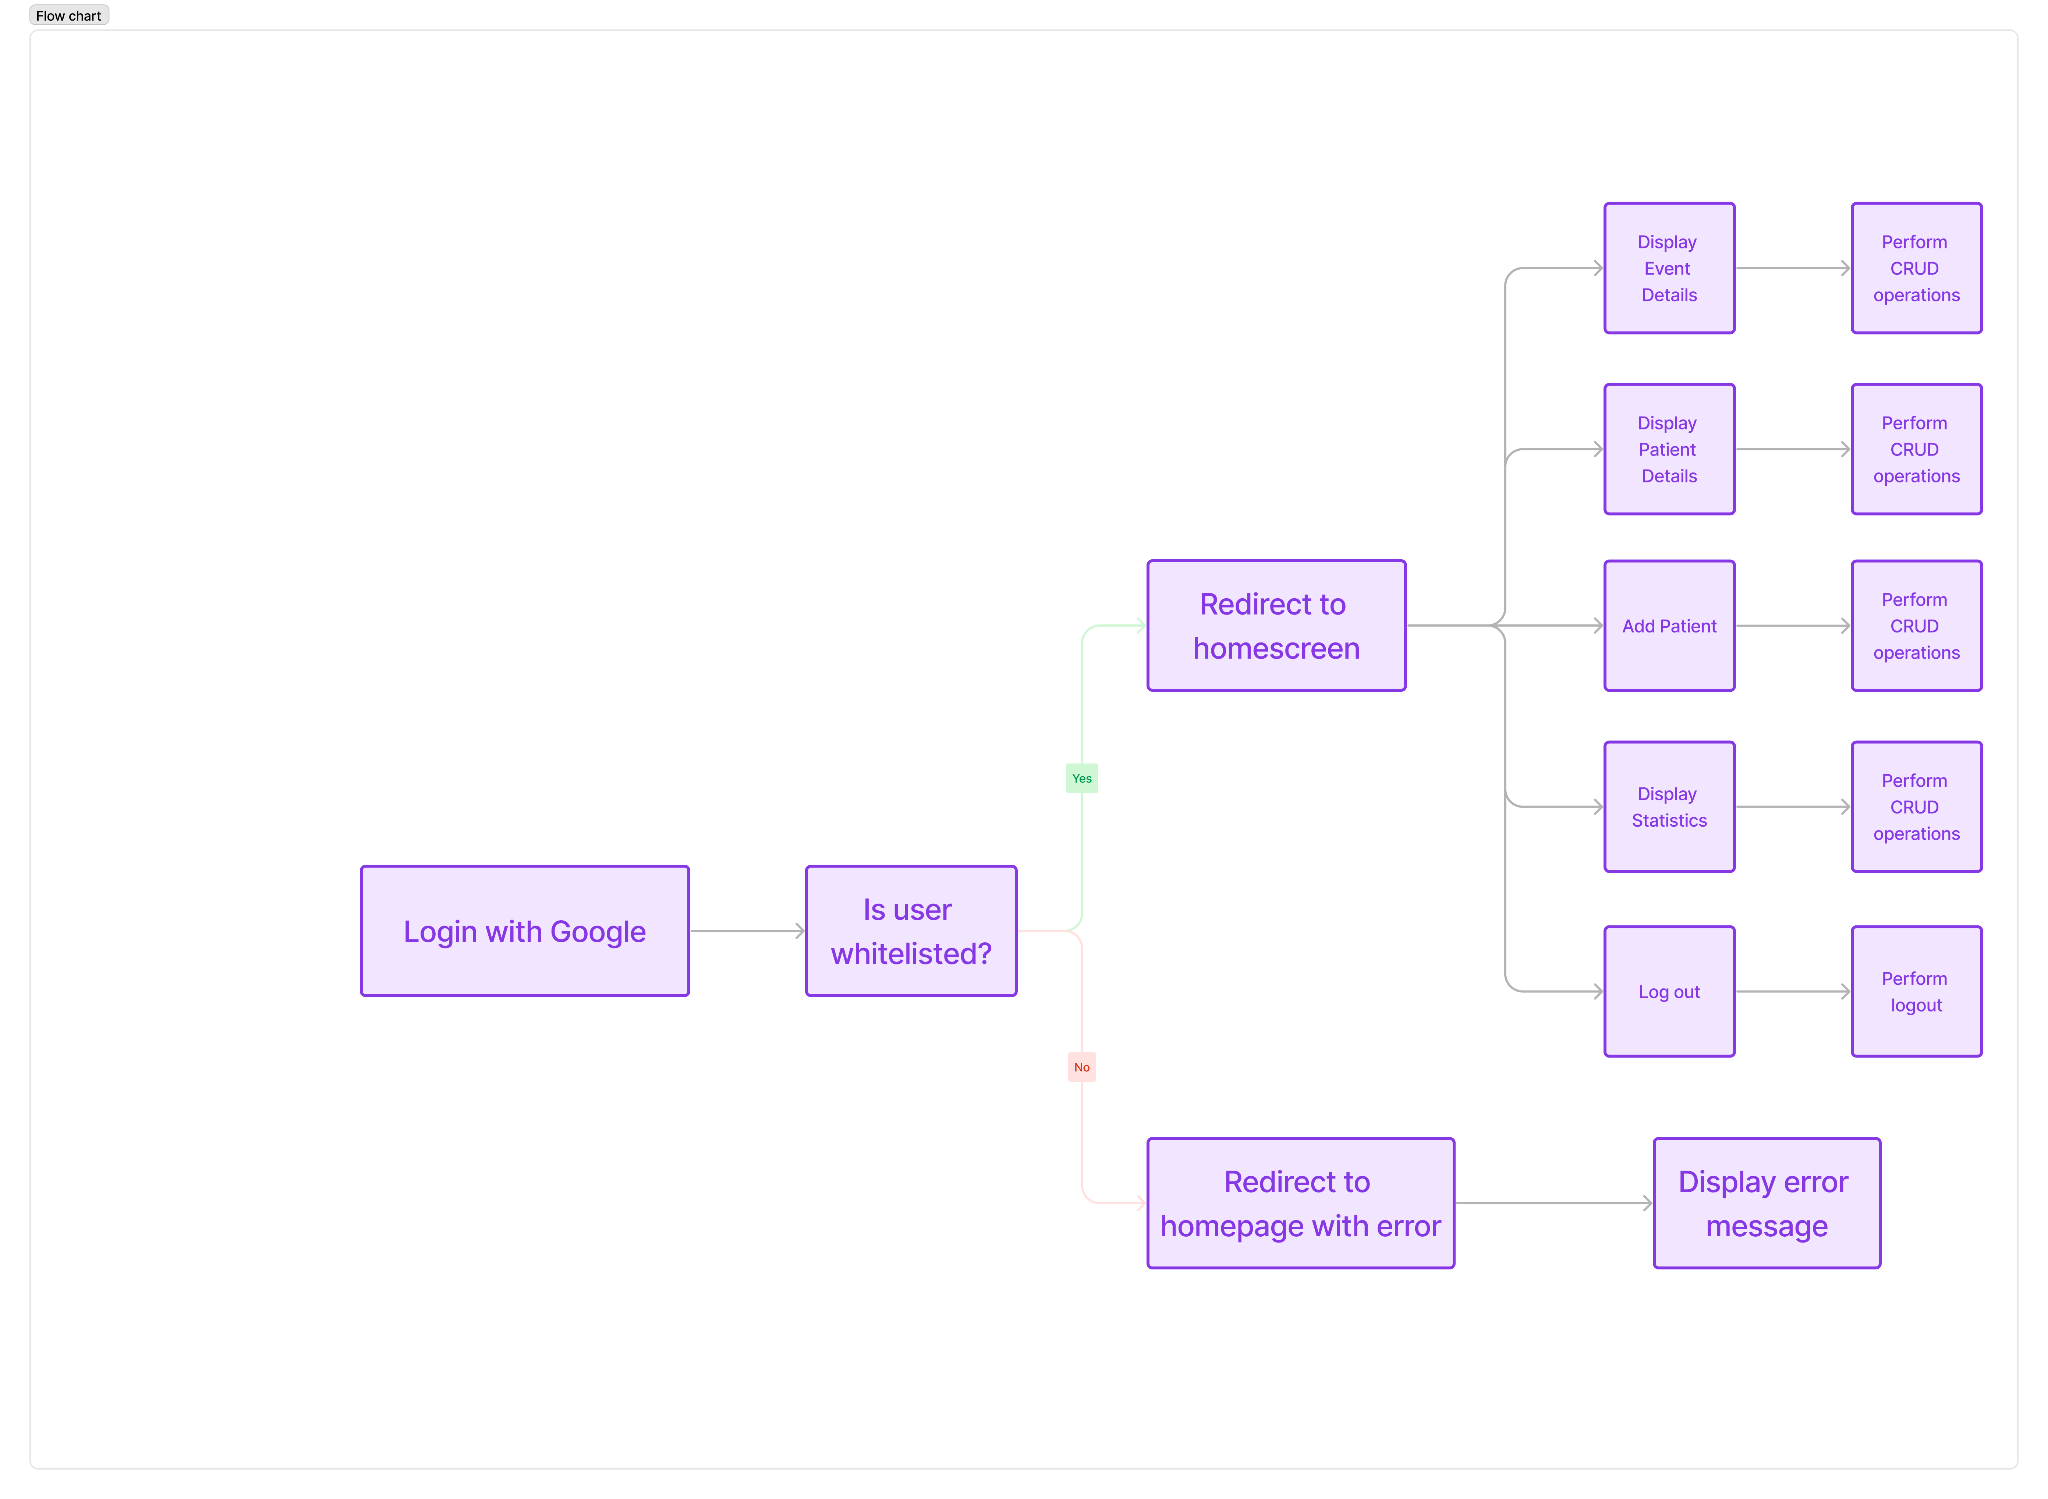 Flow chart
Display
Event
Details
Perform
CRUD
operations
Display
Patient
Details
Perform
CRUD
operations
Redirect to
homescreen
Add Patient
Perform
CRUD
operations
Yes
Display
Statistics
Perform
CRUD
operations
Login with Google
Is user
whitelisted?
Log out
Perform
logout
No
Redirect to
homepage with error
Display error
message